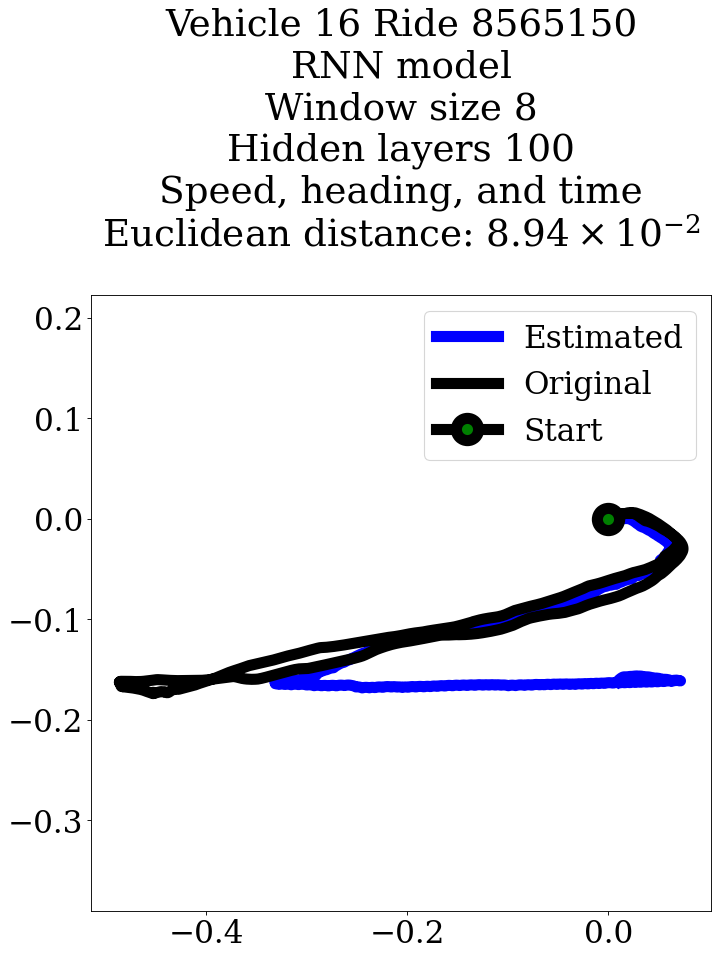 Vehicle 16 Ride 8565150
RNN model
Window size 8
Hidden layers 100
Speed, heading, and time
Euclidean distance: 8.94 × 10⁻²
Estimated
Original
Start
0.2
0.1
0.0
−0.1
−0.2
−0.3
−0.4 −0.2 0.0